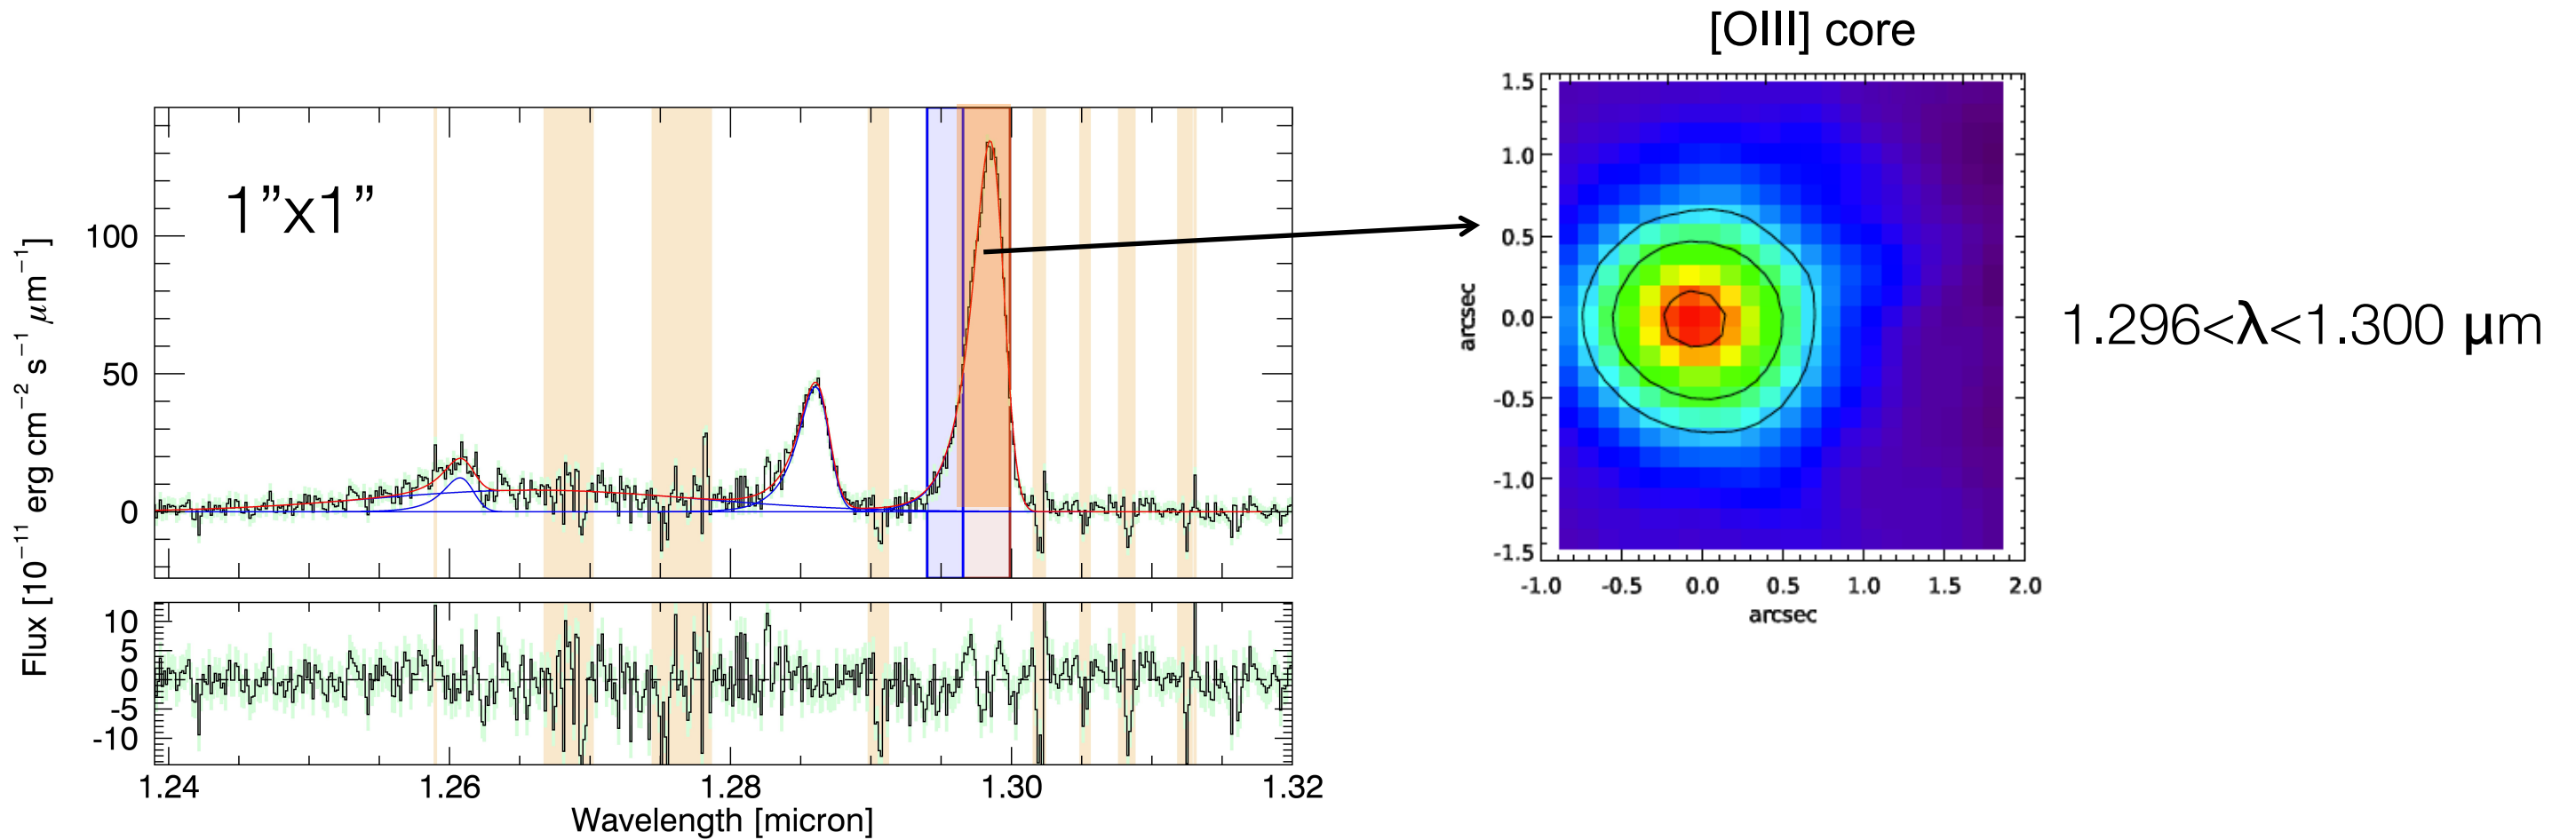 [OIII] core
1”x1”
100
50
0
10
5
0
-5
-10
Flux [10⁻¹¹ erg cm⁻² s⁻¹ μm⁻¹]
1.24 1.26 1.28 1.30 1.32
Wavelength [micron]
1.5
1.0
0.5
0.0
-0.5
-1.0
-1.5
arcsec
-1.0 -0.5 0.0 0.5 1.0 1.5 2.0
arcsec
1.296<λ<1.300 μm